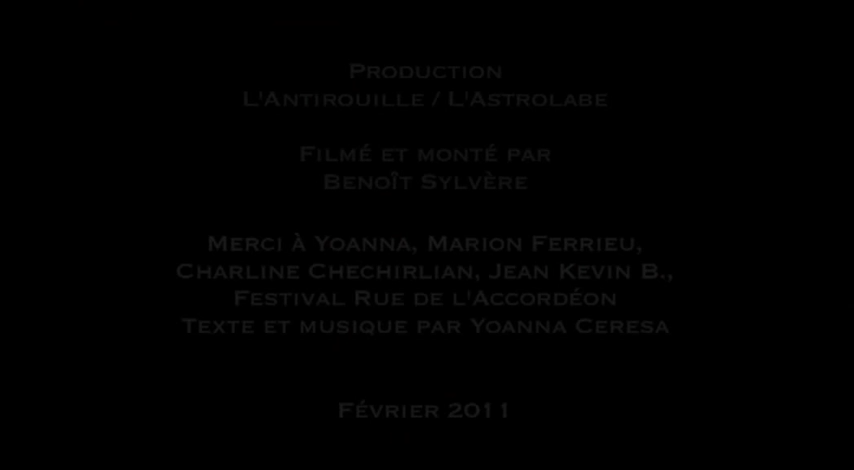 Production
L'Antirouille / L'Astrolabe
Filmé et monté par
Benoît Sylvère
Merci à Yoanna, Marion Ferrieu,
Charline Chechirlian, Jean Kevin B.,
Festival Rue de l'Accordéon
Texte et musique par Yoanna Ceresa
Février 2011